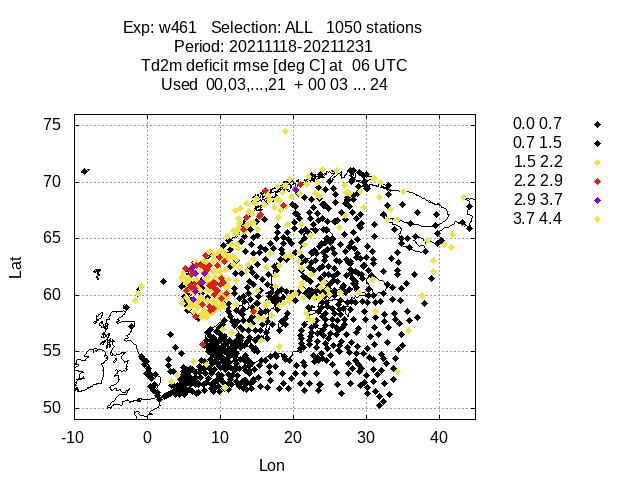 Exp: w461 Selection: ALL 1050 stations
Period: 20211118-20211231
Td2m deficit rmse [deg C] at 06 UTC
Used 00,03,...,21 + 00 03 ... 24
75
70
65
60
55
50
Lat
-10 0 10 20 30 40
Lon
0.0 0.7
0.7 1.5
1.5 2.2
2.2 2.9
2.9 3.7
3.7 4.4